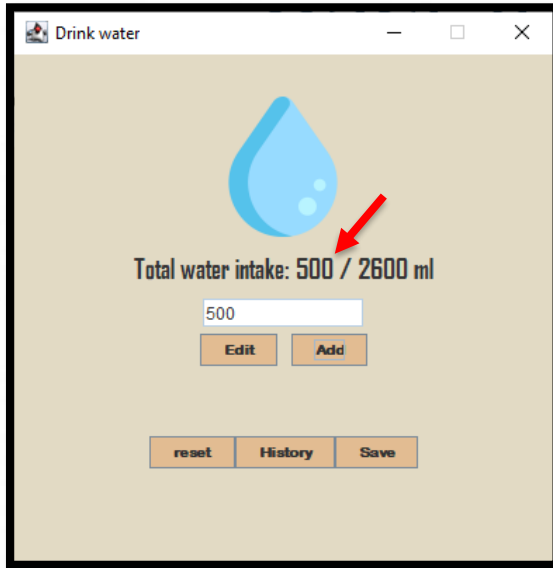 Drink water
Total water intake: 500 / 2600 ml
500
Edit Add
reset History Save